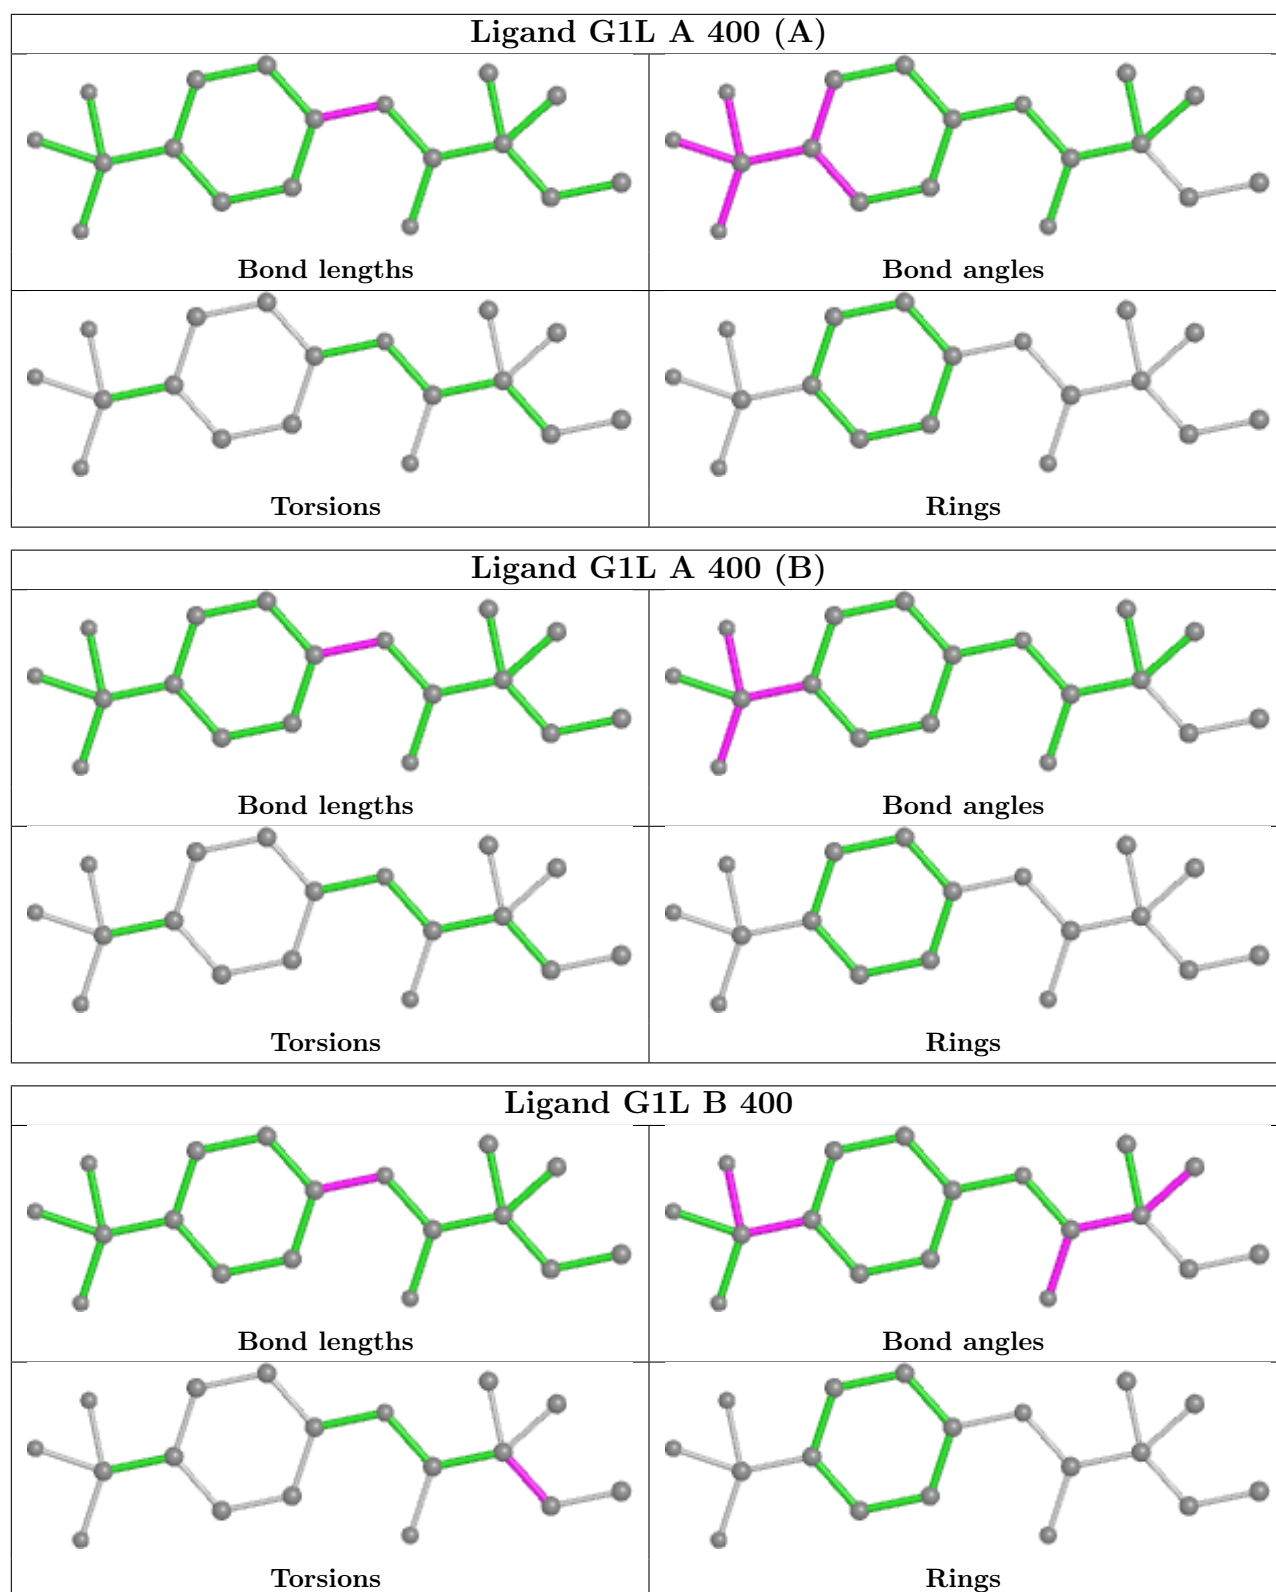 Ligand G1L A 400 (A)
Bond lengths
Bond angles
Torsions
Rings
Ligand G1L A 400 (B)
Bond lengths
Bond angles
Torsions
Rings
Ligand G1L B 400
Bond lengths
Bond angles
Torsions
Rings